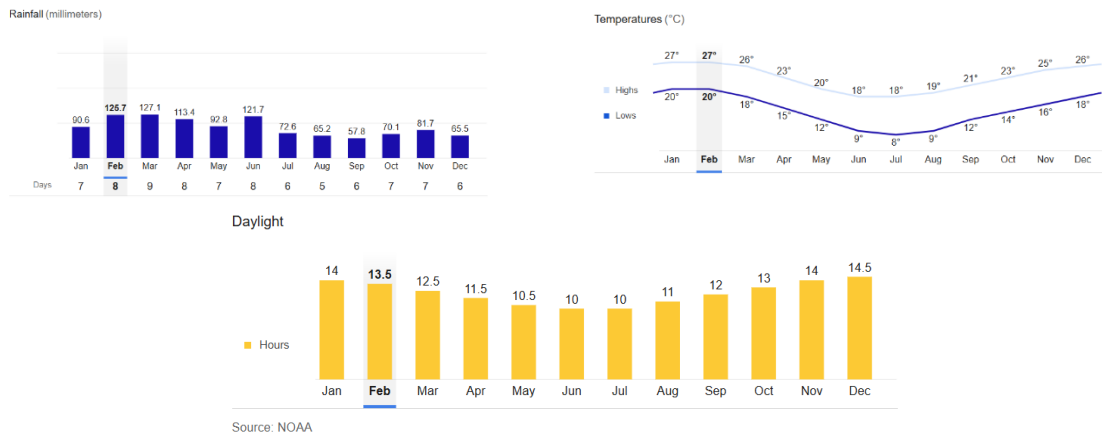 Rainfall (millimeters)
90.6 126.7 127.1 113.4 92.8 121.7 72.6 65.2 57.8 70.1 81.7 65.5
Jan Feb Mar Apr May Jun Jul Aug Sep Oct Nov Dec
Days 7 8 9 8 7 8 6 5 6 7 7 6
Temperatures (°C)
27° 27° 26° 23° 20° 18° 18° 19° 21° 23° 25° 26°
Highs
Lows
20° 20° 18° 15° 12° 9° 8° 9° 12° 14° 16° 18°
Jan Feb Mar Apr May Jun Jul Aug Sep Oct Nov Dec
Daylight
14 13.5 12.5 11.5 10.5 10 10 11 12 13 14 14.5
Hours
Jan Feb Mar Apr May Jun Jul Aug Sep Oct Nov Dec
Source: NOAA